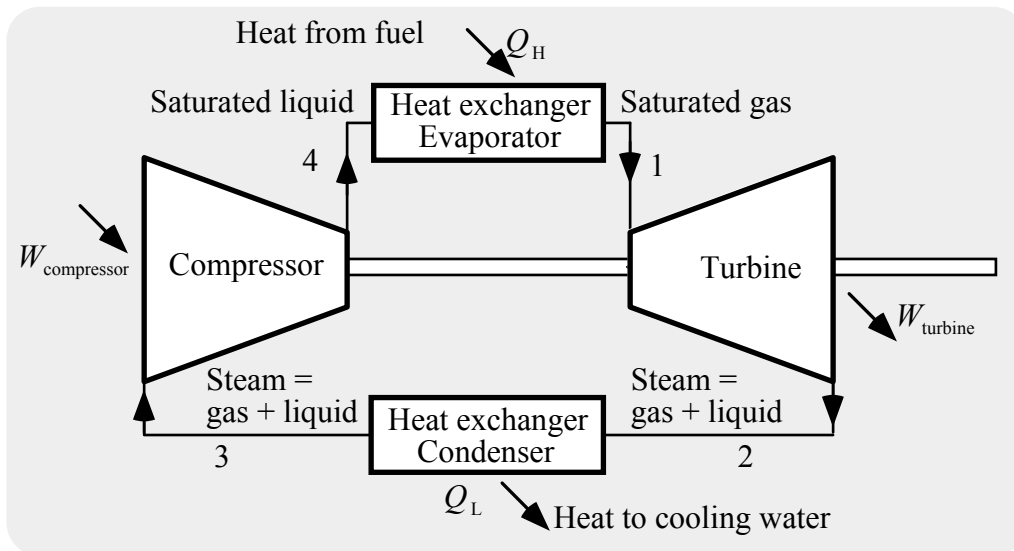 Heat from fuel
Q_H
Saturated liquid
Heat exchanger
Evaporator
Saturated gas
4
1
W_compressor
Compressor
Turbine
W_turbine
Steam =
gas + liquid
Steam =
gas + liquid
Heat exchanger
Condenser
3
2
Q_L
Heat to cooling water